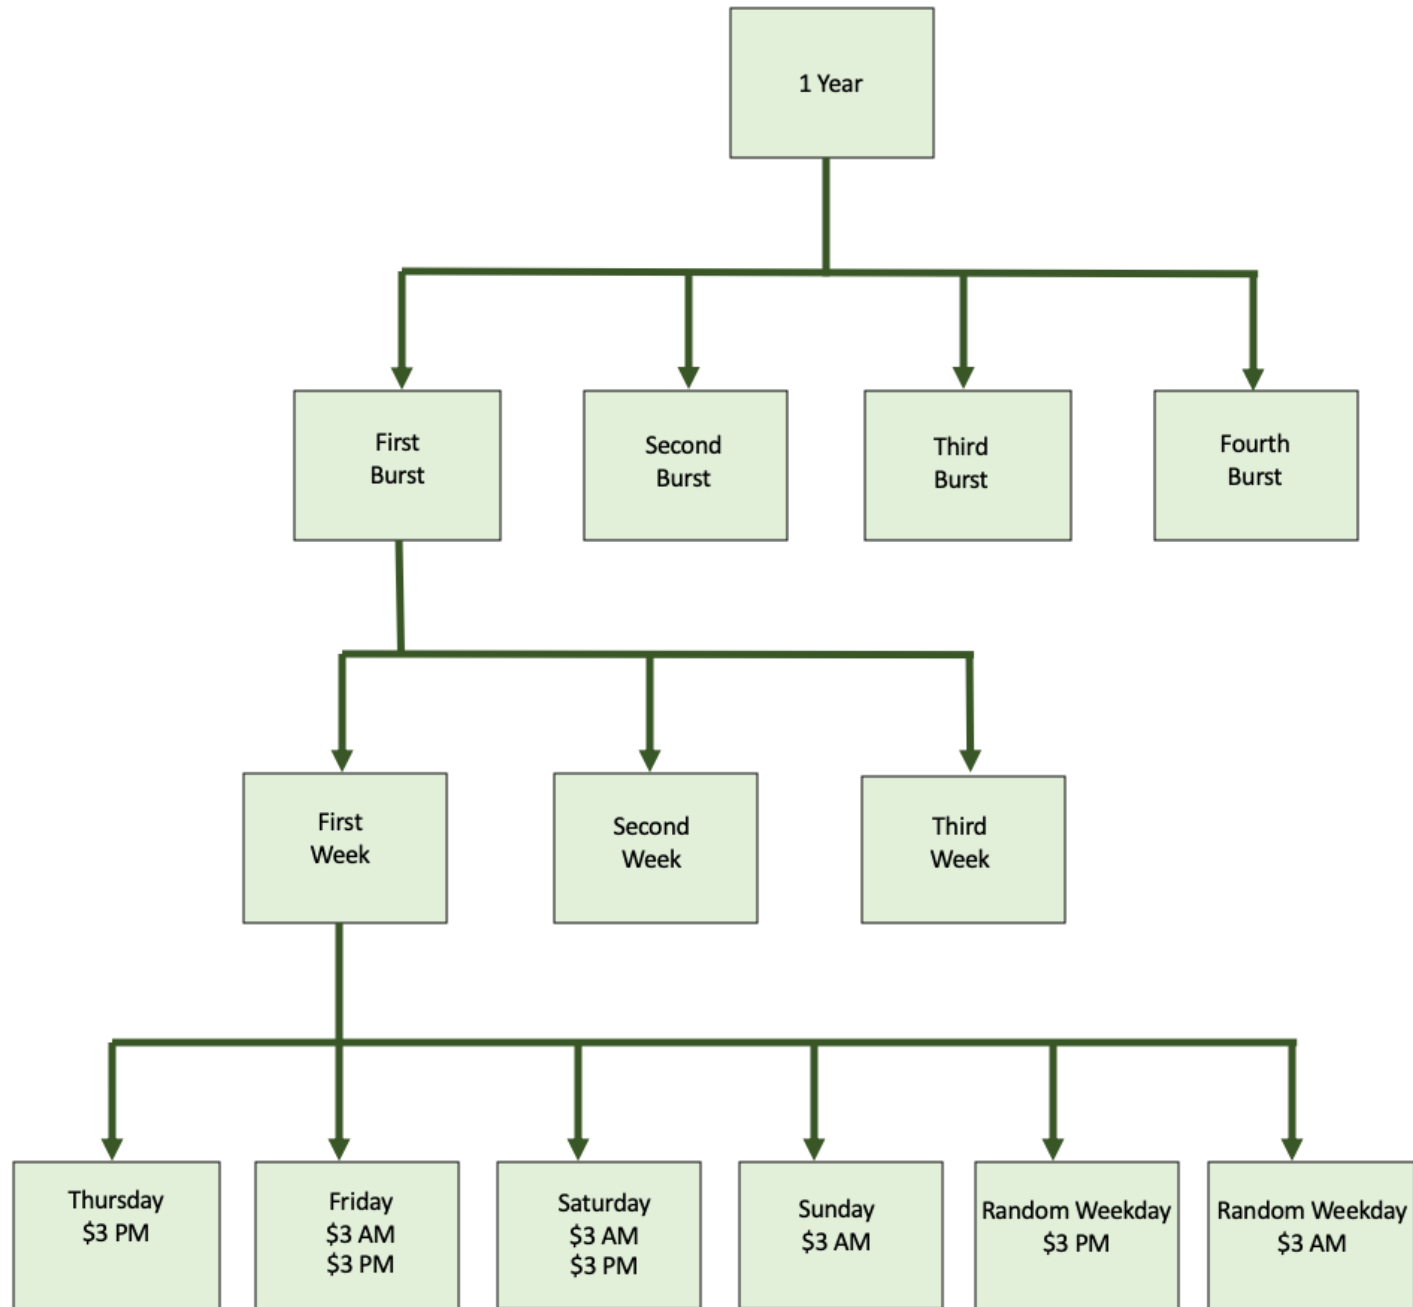 1 Year
First
Burst
Second
Burst
Third
Burst
Fourth
Burst
First
Week
Second
Week
Third
Week
Thursday
$3 PM
Friday
$3 AM
$3 PM
Saturday
$3 AM
$3 PM
Sunday
$3 AM
Random Weekday
$3 PM
Random Weekday
$3 AM